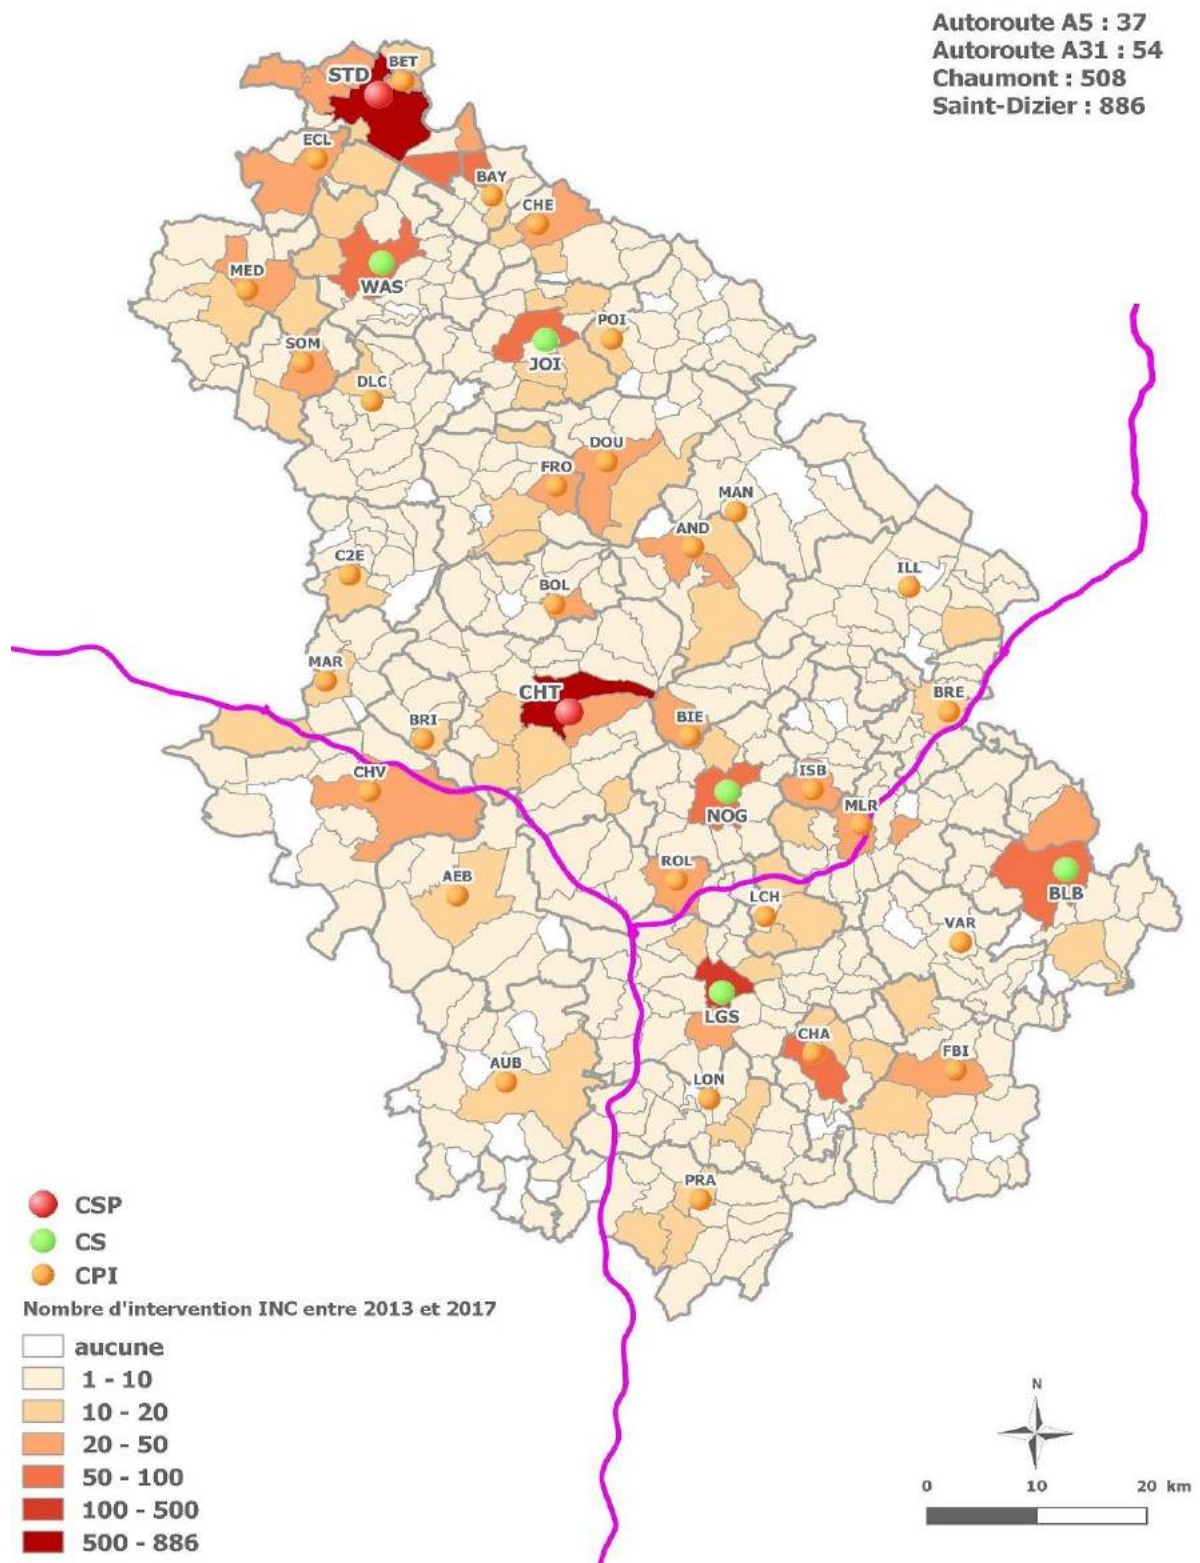 Autoroute A5 : 37
Autoroute A31 : 54
Chaumont : 508
Saint-Dizier : 886
BET
STD
ECL
BAY
CHE
MED
WAS
POI
SOM
JOI
DLC
DOU
FRO
MAN
AND
C2E
BOL
ILL
MAR
CHT
BRE
BRI
BIE
CHV
ISB
MLR
NOG
ROL
AEB
LCH
BLB
VAR
LGS
CHA
FBI
AUB
LON
PRA
CSP
CS
CPI
Nombre d'intervention INC entre 2013 et 2017
aucune
1 - 10
10 - 20
20 - 50
50 - 100
100 - 500
500 - 886
N
0 10 20 km